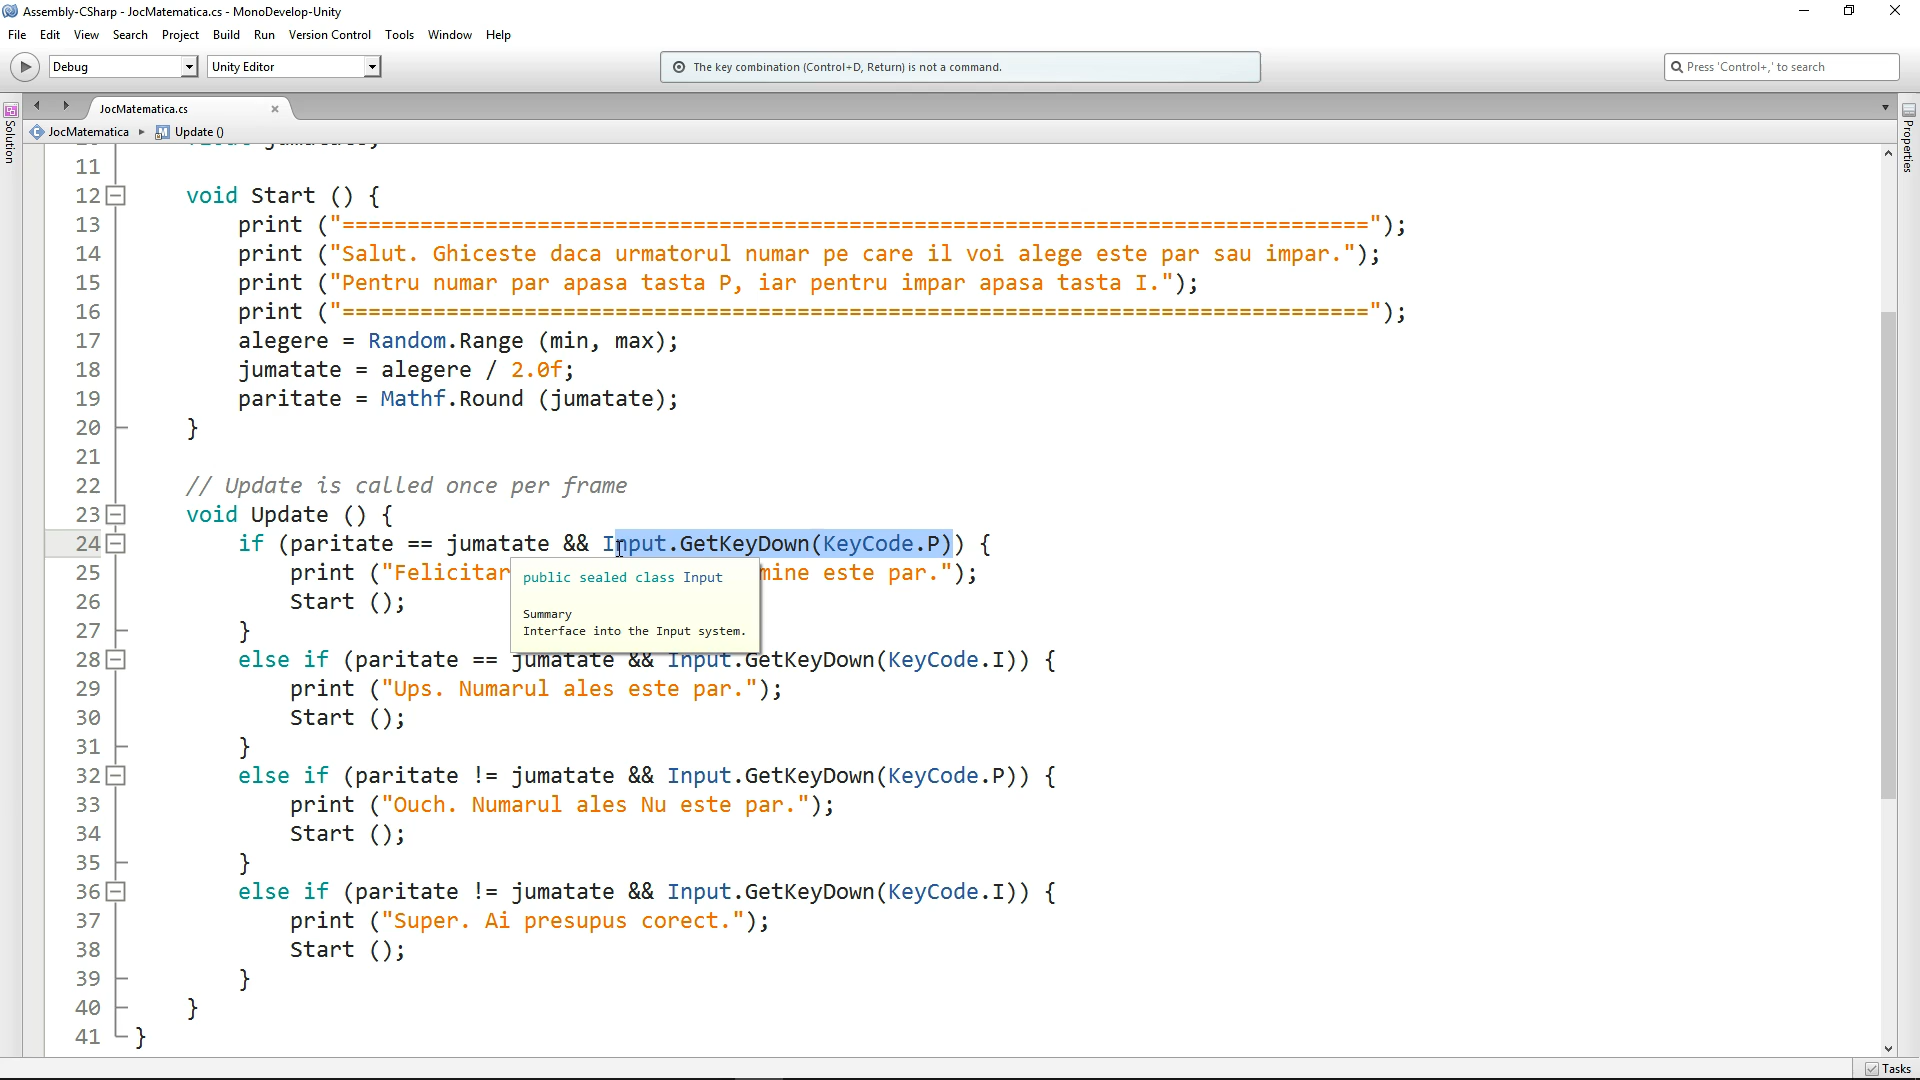 Assembly-CSharp - JocMatematica.cs - MonoDevelop-Unity
File Edit View Search Project Build Run Version Control Tools Window Help
Debug Unity Editor The key combination (Control+D, Return) is not a command. Press 'Control+,' to search
JocMatematica.cs
JocMatematica Update ()
Solution
Properties
11
12 void Start () {
13 print ("===============================================================================");
14 print ("Salut. Ghiceste daca urmatorul numar pe care il voi alege este par sau impar.");
15 print ("Pentru numar par apasa tasta P, iar pentru impar apasa tasta I.");
16 print ("===============================================================================");
17 alegere = Random.Range (min, max);
18 jumatate = alegere / 2.0f;
19 paritate = Mathf.Round (jumatate);
20 }
21
22 // Update is called once per frame
23 void Update () {
24 if (paritate == jumatate && Input.GetKeyDown(KeyCode.P)) {
25 print ("Felicitar mine este par.");
public sealed class Input
Summary
Interface into the Input system.
26 Start ();
27 }
28 else if (paritate == jumatate && Input.GetKeyDown(KeyCode.I)) {
29 print ("Ups. Numarul ales este par.");
30 Start ();
31 }
32 else if (paritate != jumatate && Input.GetKeyDown(KeyCode.P)) {
33 print ("Ouch. Numarul ales Nu este par.");
34 Start ();
35 }
36 else if (paritate != jumatate && Input.GetKeyDown(KeyCode.I)) {
37 print ("Super. Ai presupus corect.");
38 Start ();
39 }
40 }
41 }
Tasks